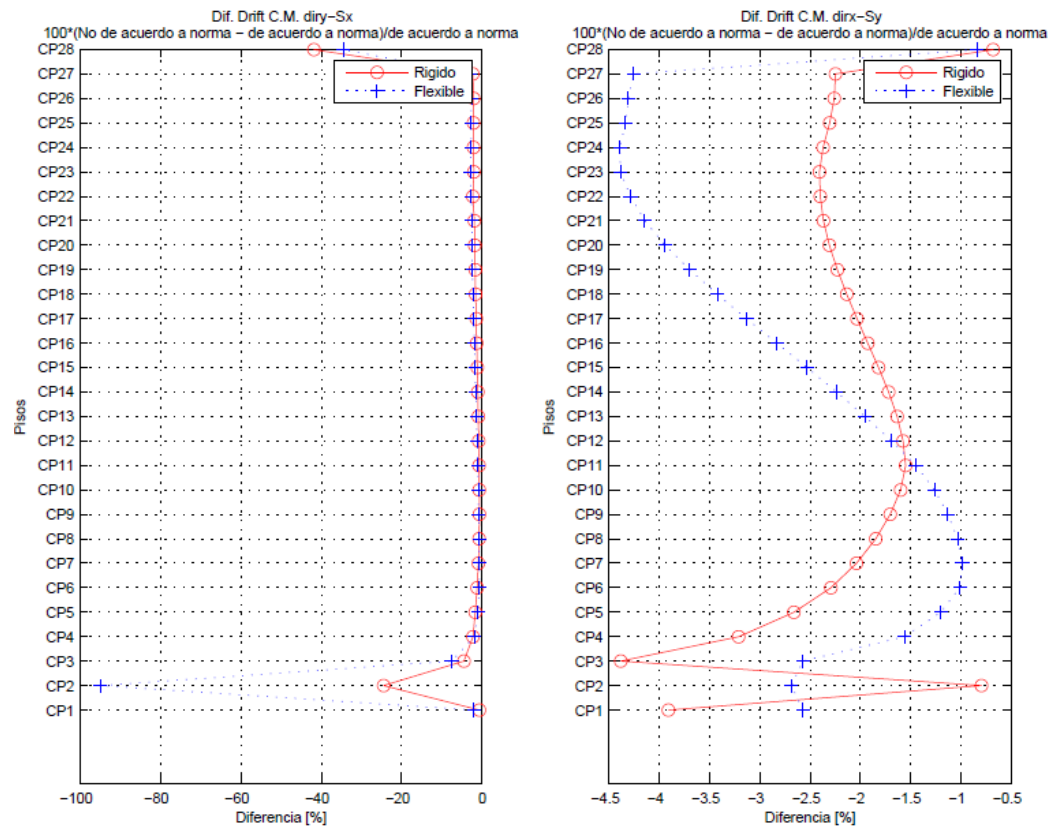 Dif. Drift C.M. diry−Sx
100*(No de acuerdo a norma − de acuerdo a norma)/de acuerdo a norma
Rigido
Flexible
CP28
CP27
CP26
CP25
CP24
CP23
CP22
CP21
CP20
CP19
CP18
CP17
CP16
CP15
CP14
CP13
CP12
CP11
CP10
CP9
CP8
CP7
CP6
CP5
CP4
CP3
CP2
CP1
Pisos
−100 −80 −60 −40 −20 0
Diferencia [%]
Dif. Drift C.M. dirx−Sy
100*(No de acuerdo a norma − de acuerdo a norma)/de acuerdo a norma
Rigido
Flexible
CP28
CP27
CP26
CP25
CP24
CP23
CP22
CP21
CP20
CP19
CP18
CP17
CP16
CP15
CP14
CP13
CP12
CP11
CP10
CP9
CP8
CP7
CP6
CP5
CP4
CP3
CP2
CP1
Pisos
−4.5 −4 −3.5 −3 −2.5 −2 −1.5 −1 −0.5
Diferencia [%]